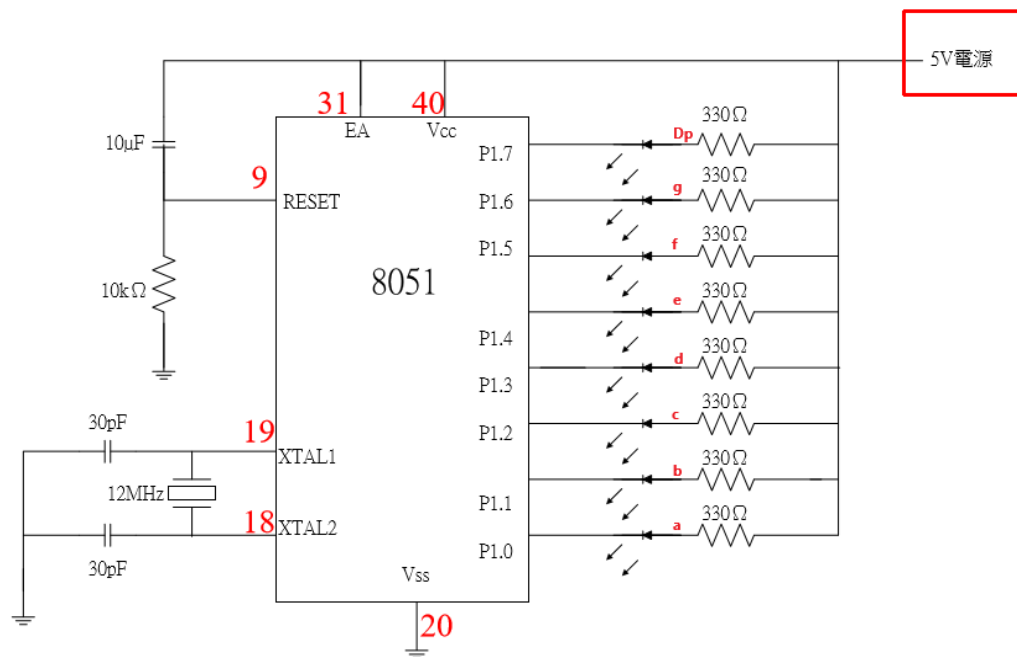 5V電源
31
40
EA
Vcc
10μF
9
RESET
10kΩ
8051
P1.7
Dp
330Ω
P1.6
g
330Ω
P1.5
f
330Ω
e
330Ω
P1.4
d
330Ω
P1.3
c
330Ω
P1.2
b
330Ω
P1.1
a
330Ω
P1.0
30pF
19
XTAL1
12MHz
18
XTAL2
30pF
Vss
20